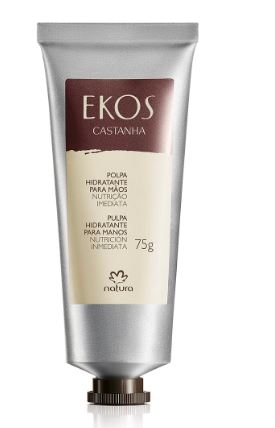 EKOS
CASTANHA
POLPA
HIDRATANTE
PARA MÃOS
NUTRIÇÃO
IMEDIATA
PULPA
HIDRATANTE
PARA MANOS
NUTRICIÓN
INMEDIATA
75g
natura